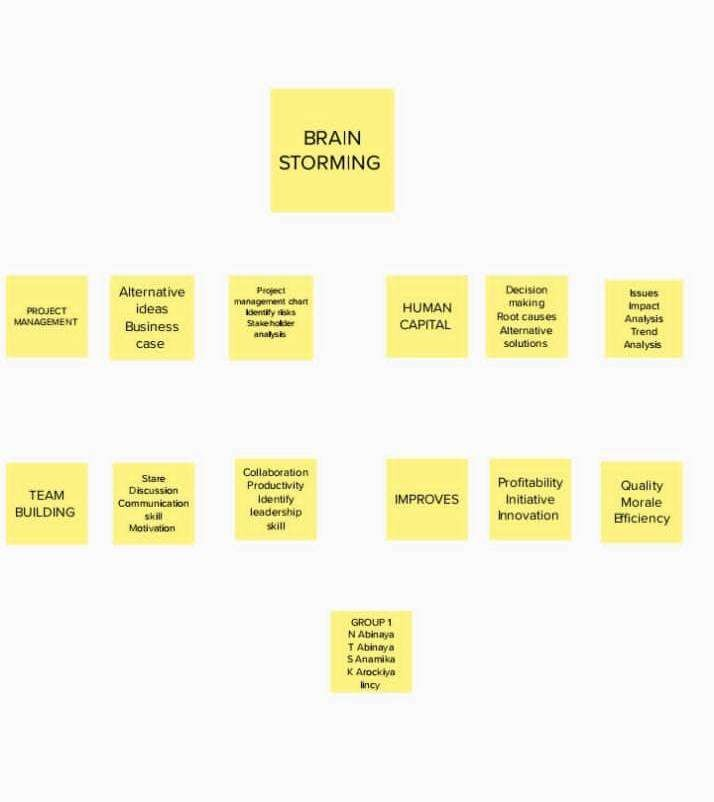 BRAIN
STORMING
PROJECT
MANAGEMENT
Alternative
ideas
Business
case
Project
management chart
Identify risks
Stakeholder
analysis
HUMAN
CAPITAL
Decision
making
Root causes
Alternative
solutions
Issues
Impact
Analysis
Trend
Analysis
TEAM
BUILDING
Stare
Discussion
Communication
skill
Motivation
Collaboration
Productivity
Identify
leadership
skill
IMPROVES
Profitability
Initiative
Innovation
Quality
Morale
Efficiency
GROUP 1
N Abinaya
T Abinaya
S Anamika
K Arockiya
lincy